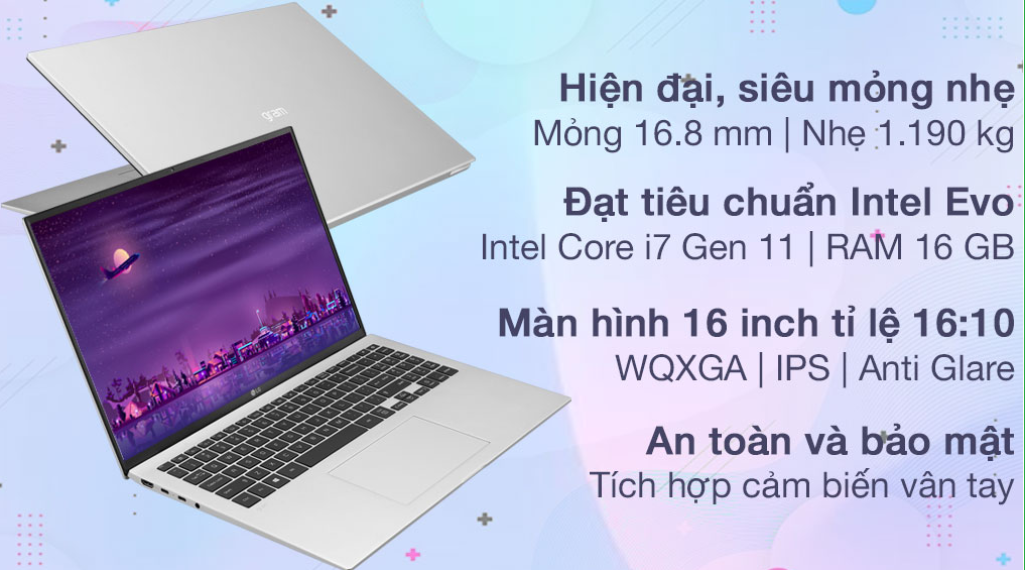 gram
LG
Hiện đại, siêu mỏng nhẹ
Mỏng 16.8 mm | Nhẹ 1.190 kg
Đạt tiêu chuẩn Intel Evo
Intel Core i7 Gen 11 | RAM 16 GB
Màn hình 16 inch tỉ lệ 16:10
WQXGA | IPS | Anti Glare
An toàn và bảo mật
Tích hợp cảm biến vân tay